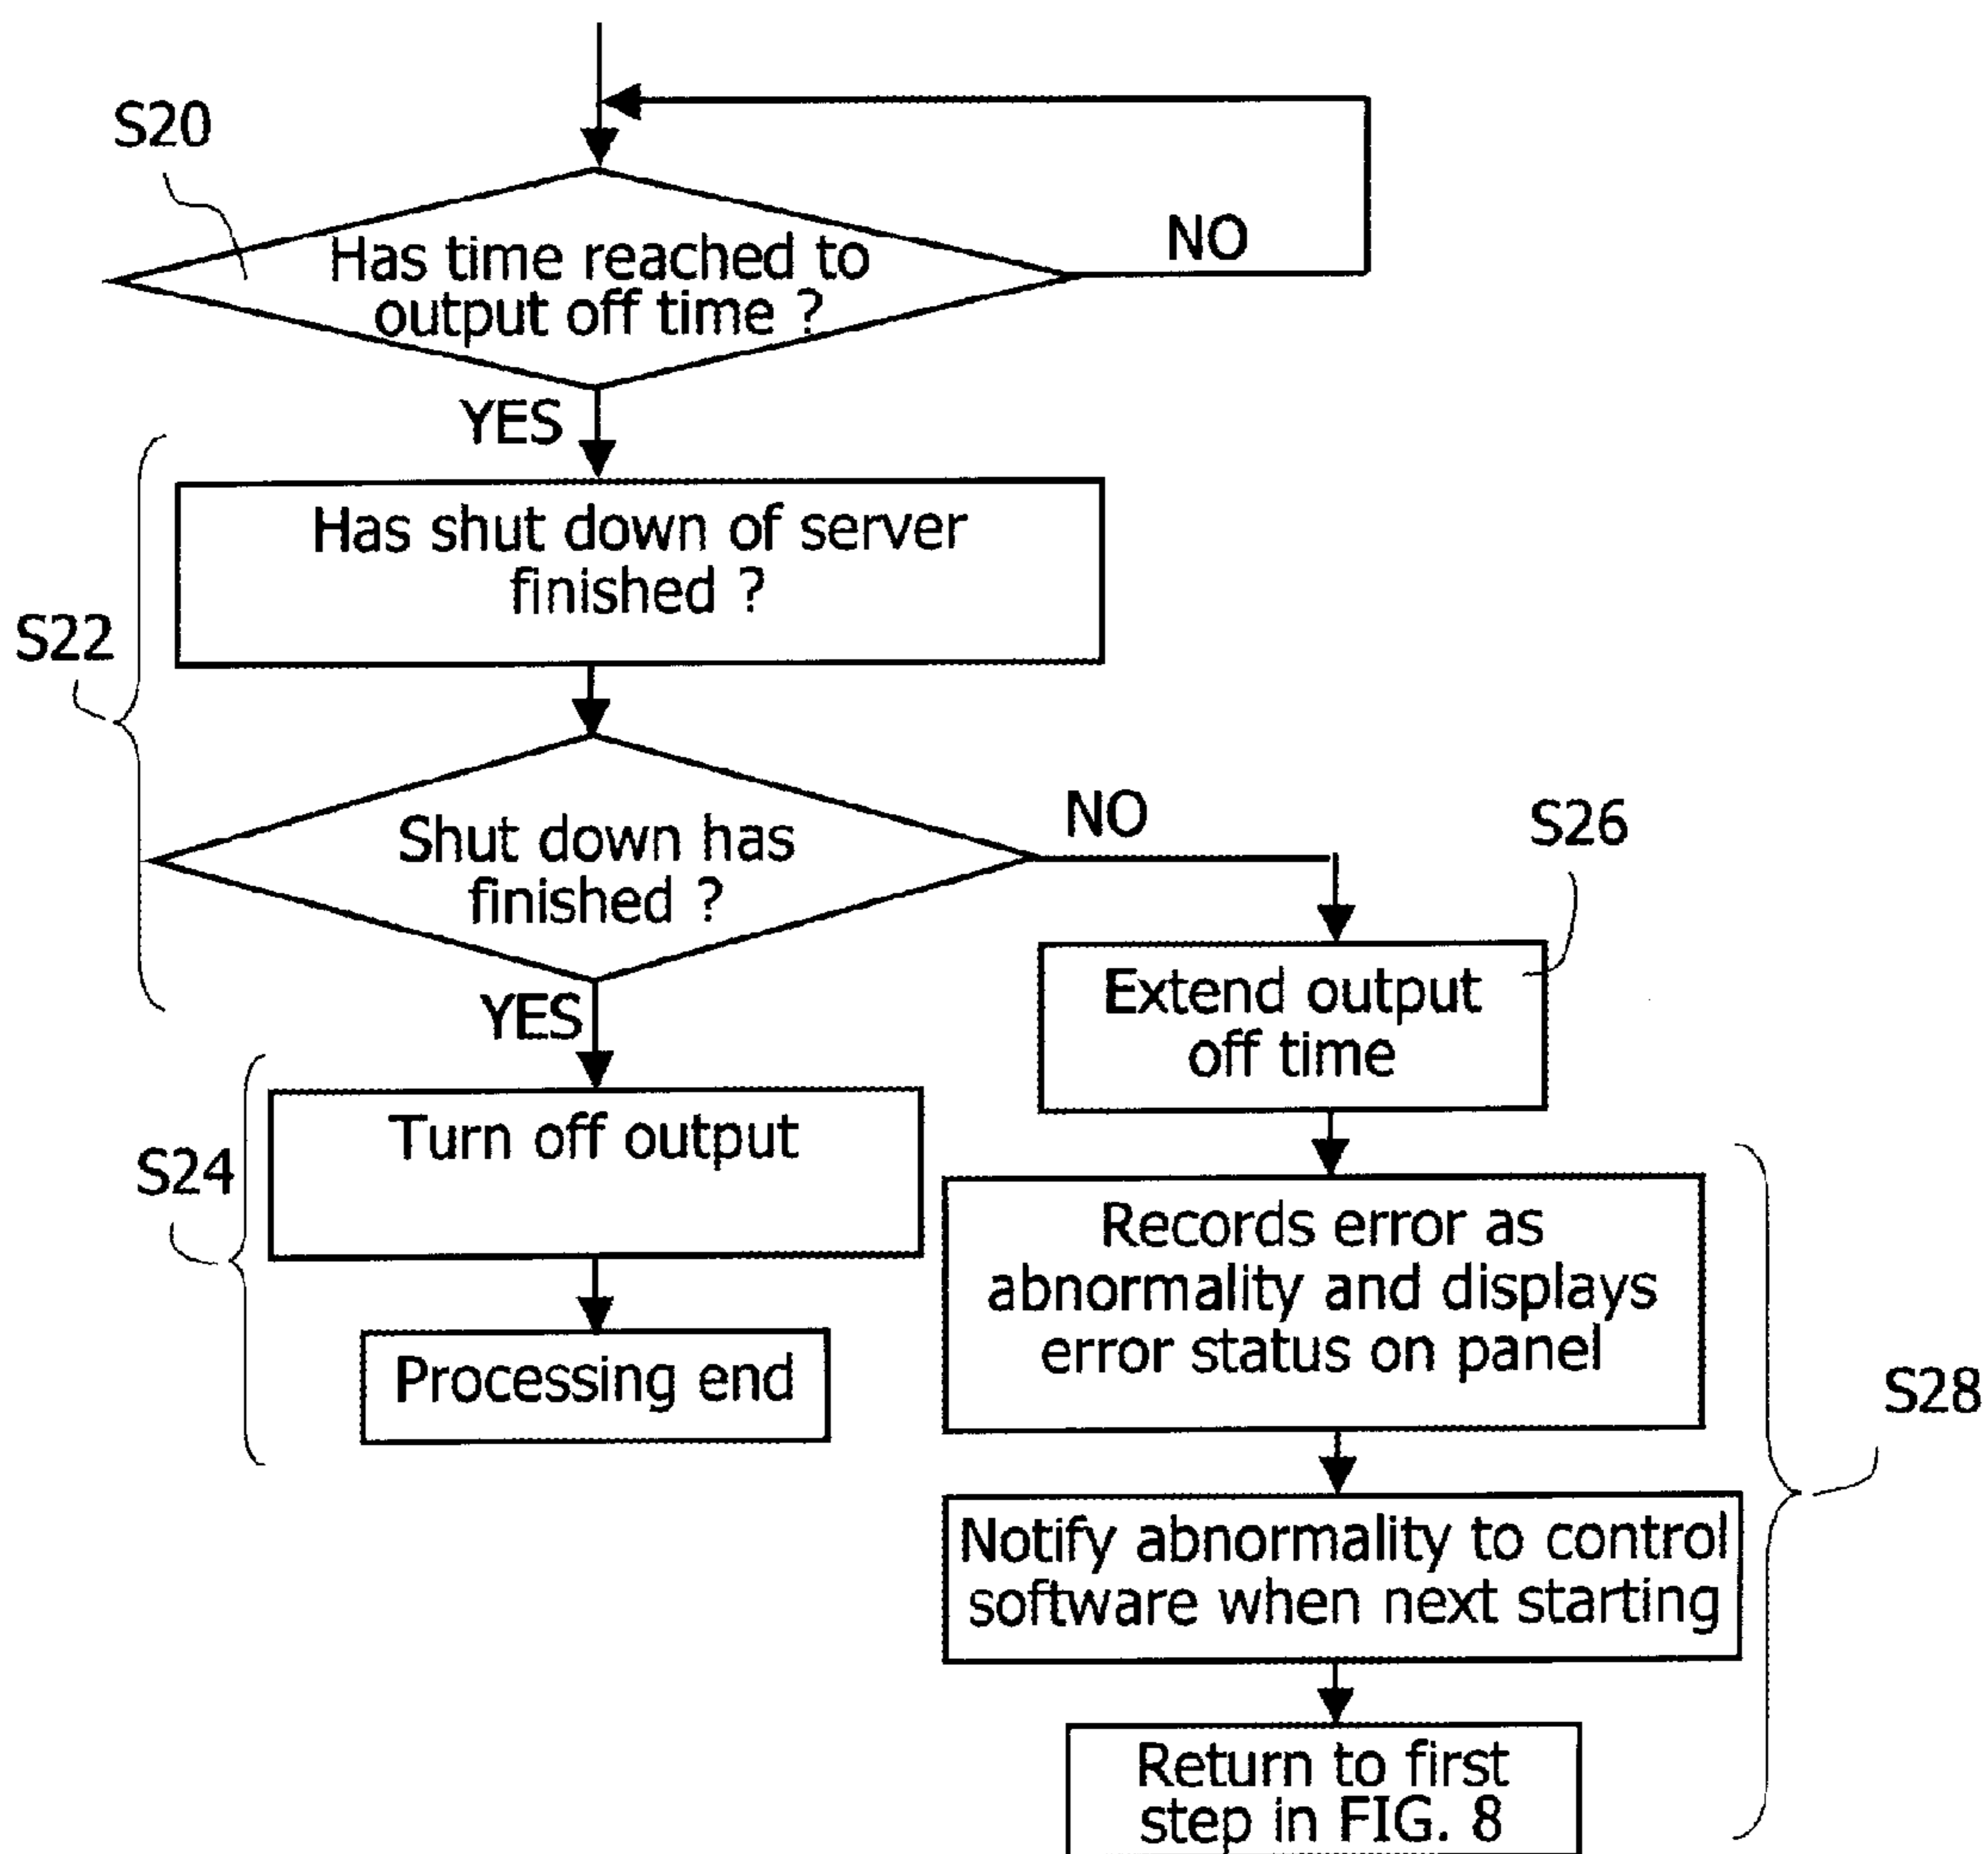 S20
Has time reached to
output off time ?
NO
YES
S22
Has shut down of server
finished ?
Shut down has
finished ?
NO
YES
S26
Extend output
off time
S24
Turn off output
Processing end
Records error as
abnormality and displays
error status on panel
S28
Notify abnormality to control
software when next starting
Return to first
step in FIG. 8